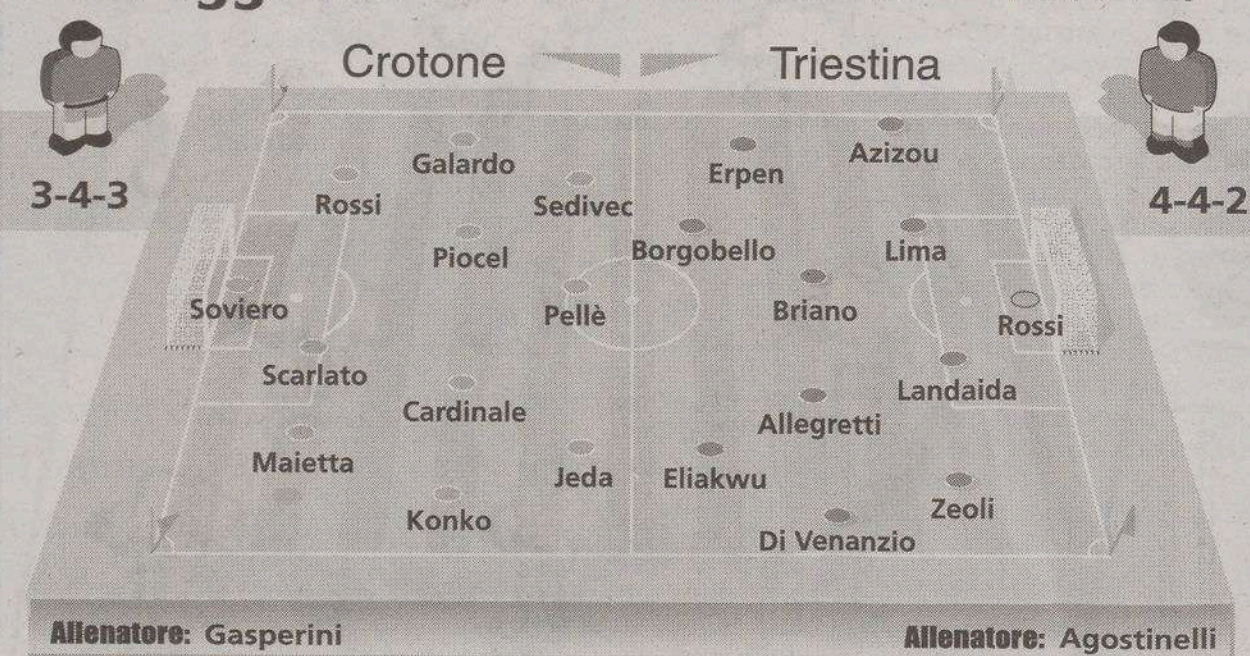 Crotone
Triestina
3-4-3
4-4-2
Galardo
Rossi
Sedivec
Piocel
Soviero
Pellè
Scarlato
Cardinale
Maietta
Jeda
Konko
Azizou
Erpen
Borgobello
Lima
Briano
Rossi
Landaida
Allegretti
Eliakwu
Zeoli
Di Venanzio
Allenatore: Gasperini
Allenatore: Agostinelli